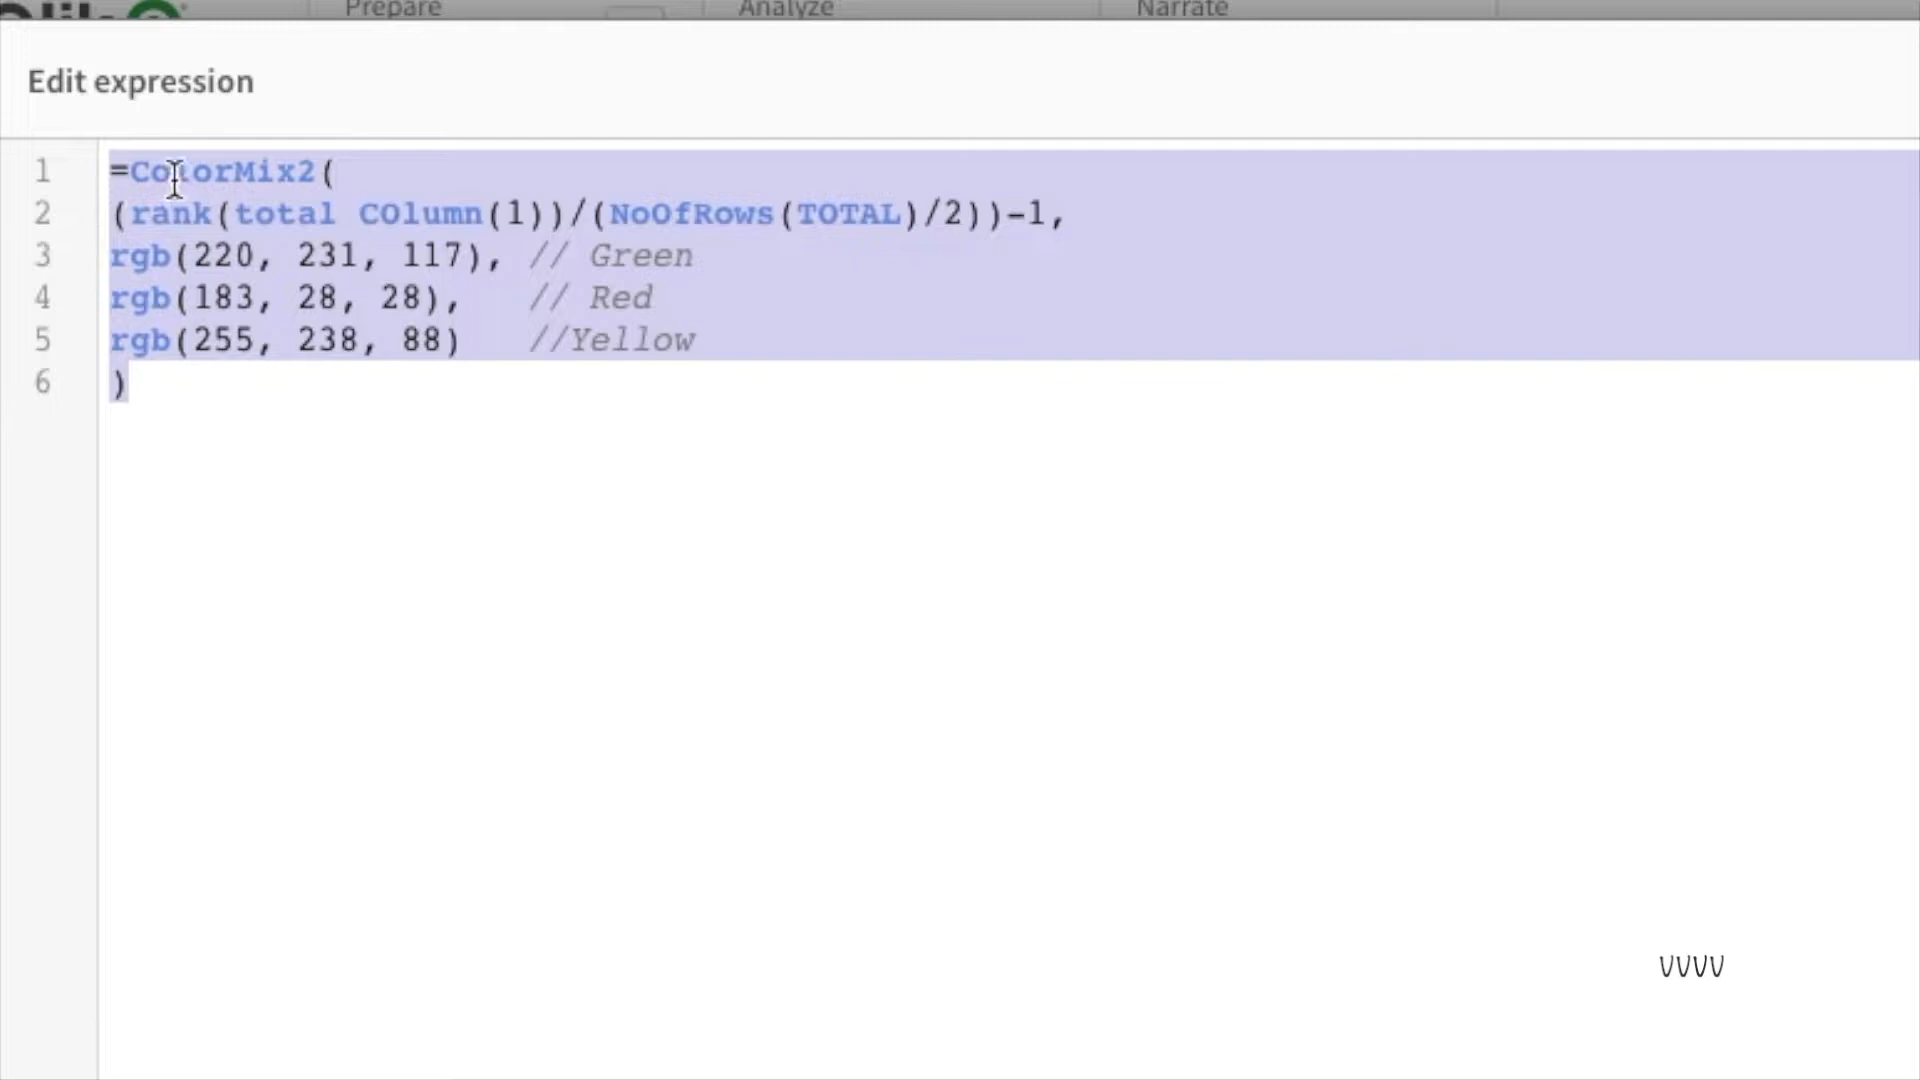 Qlik
Prepare
Analyze
Narrate
Edit expression
1 =ColorMix2(
2 (rank(total COlumn(1))/(NoOfRows(TOTAL)/2))-1,
3 rgb(220, 231, 117), // Green
4 rgb(183, 28, 28), // Red
5 rgb(255, 238, 88) //Yellow
6 )
VVVV